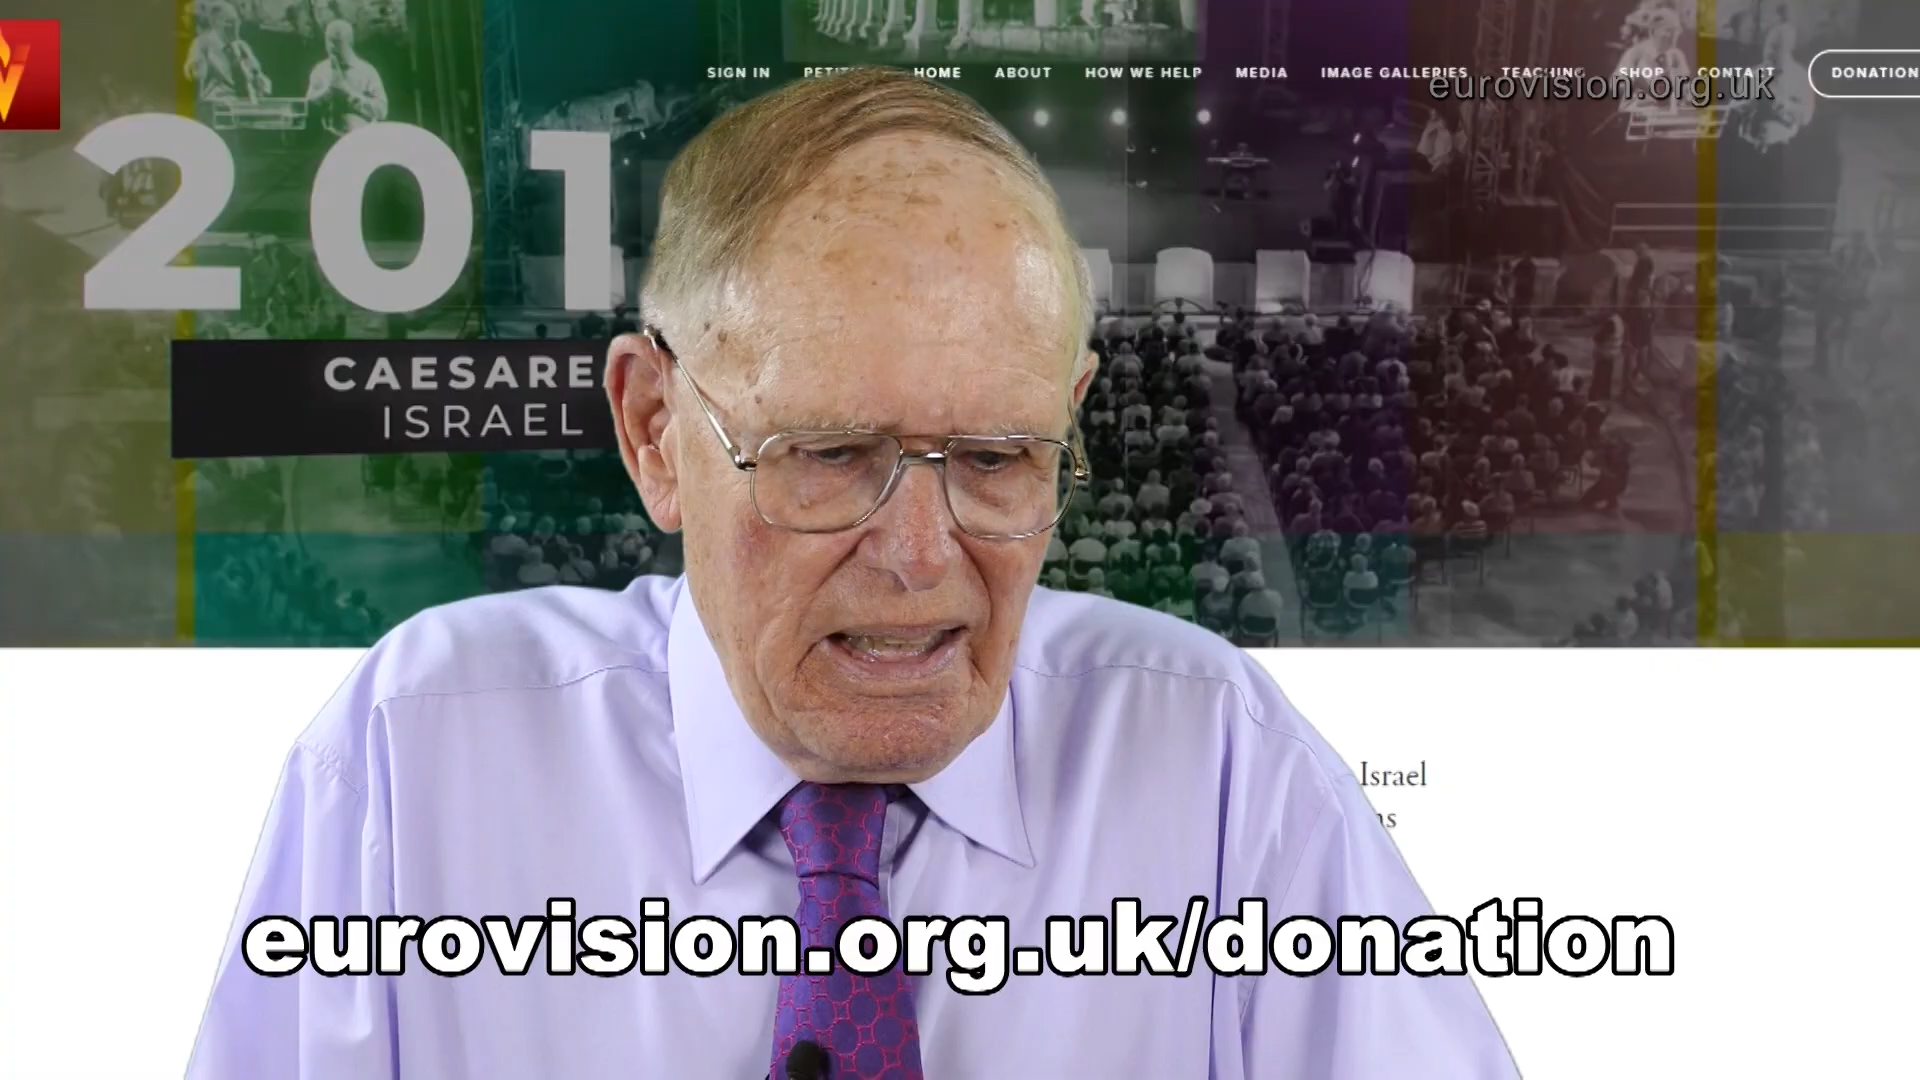 SIGN IN HOME ABOUT HOW WE HELP MEDIA IMAGE GALLERIES TEACHING SHOP CONTACT DONATION
eurovision.org.uk
201
CAESARE
ISRAEL
Israel
eurovision.org.uk/donation